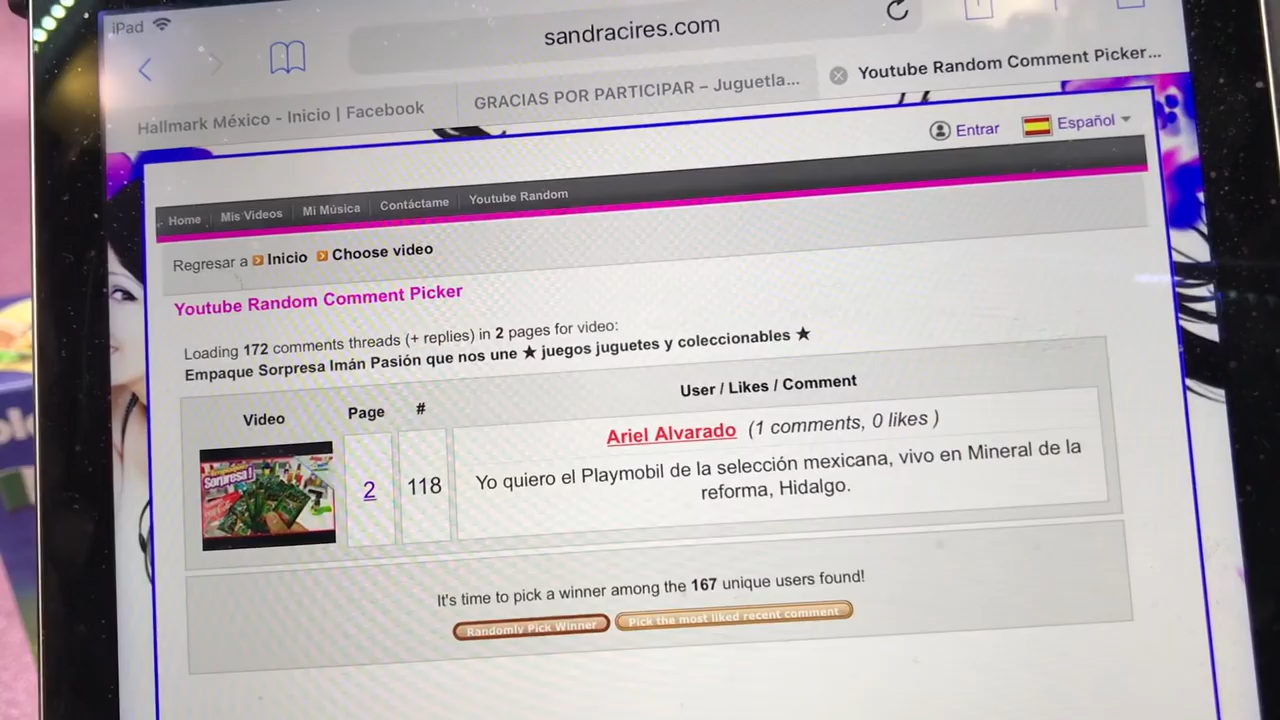 iPad
sandracires.com
Hallmark México - Inicio | Facebook
GRACIAS POR PARTICIPAR – Juguetla...
Youtube Random Comment Picker...
Entrar
Español
Home
Mis Videos
Mi Música
Contáctame
Youtube Random
Regresar a Inicio Choose video
Youtube Random Comment Picker
Loading 172 comments threads (+ replies) in 2 pages for video:
Empaque Sorpresa Imán Pasión que nos une ★ juegos juguetes y coleccionables ★
Video
Page
#
User / Likes / Comment
Sorpresa!
2
118
Ariel Alvarado (1 comments, 0 likes )
Yo quiero el Playmobil de la selección mexicana, vivo en Mineral de la
reforma, Hidalgo.
It's time to pick a winner among the 167 unique users found!
Randomly Pick Winner
Pick the most liked recent comment